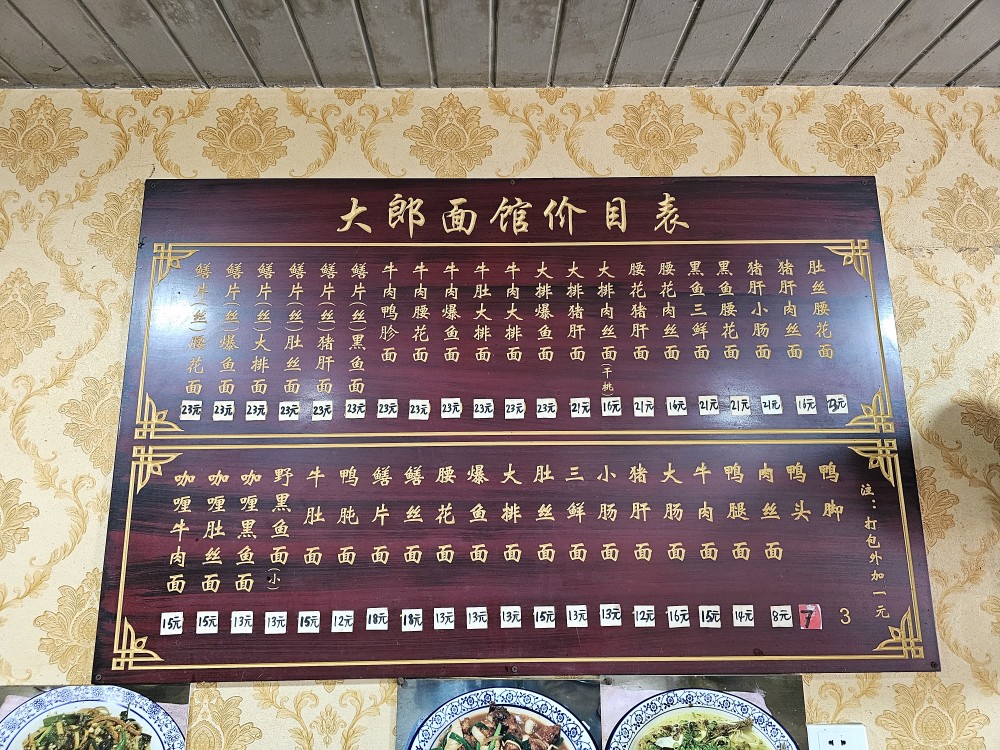 大郎面馆价目表
鳝片(丝)腰花面 23元
鳝片(丝)爆鱼面 23元
鳝片(丝)大排面 23元
鳝片(丝)肚丝面 23元
鳝片(丝)猪肝面 23元
鳝片(丝)黑鱼面 23元
牛肉鸭胗面 23元
牛肉腰花面 23元
牛肉爆鱼面 23元
牛肚大排面 23元
牛肉大排面 23元
大排爆鱼面 23元
大排猪肝面 21元
大排肉丝面(干桃) 16元
腰花猪肝面 21元
腰花肉丝面 16元
黑鱼三鲜面 21元
黑鱼腰花面 21元
猪肝小肠面 21元
猪肝肉丝面 16元
肚丝腰花面 23元
咖喱牛肉面 15元
咖喱肚丝面 15元
咖喱黑鱼面 13元
野黑鱼面(小) 13元
牛肚面 15元
鸭肫面 12元
鳝片面 18元
鳝丝面 18元
腰花面 13元
爆鱼面 13元
大排面 13元
肚丝面 15元
三鲜面 13元
小肠面 13元
猪肝面 12元
大肠面 16元
牛肉面 15元
鸭腿面 14元
肉丝面 8元
鸭头 7
鸭脚 3
注：打包外加一元